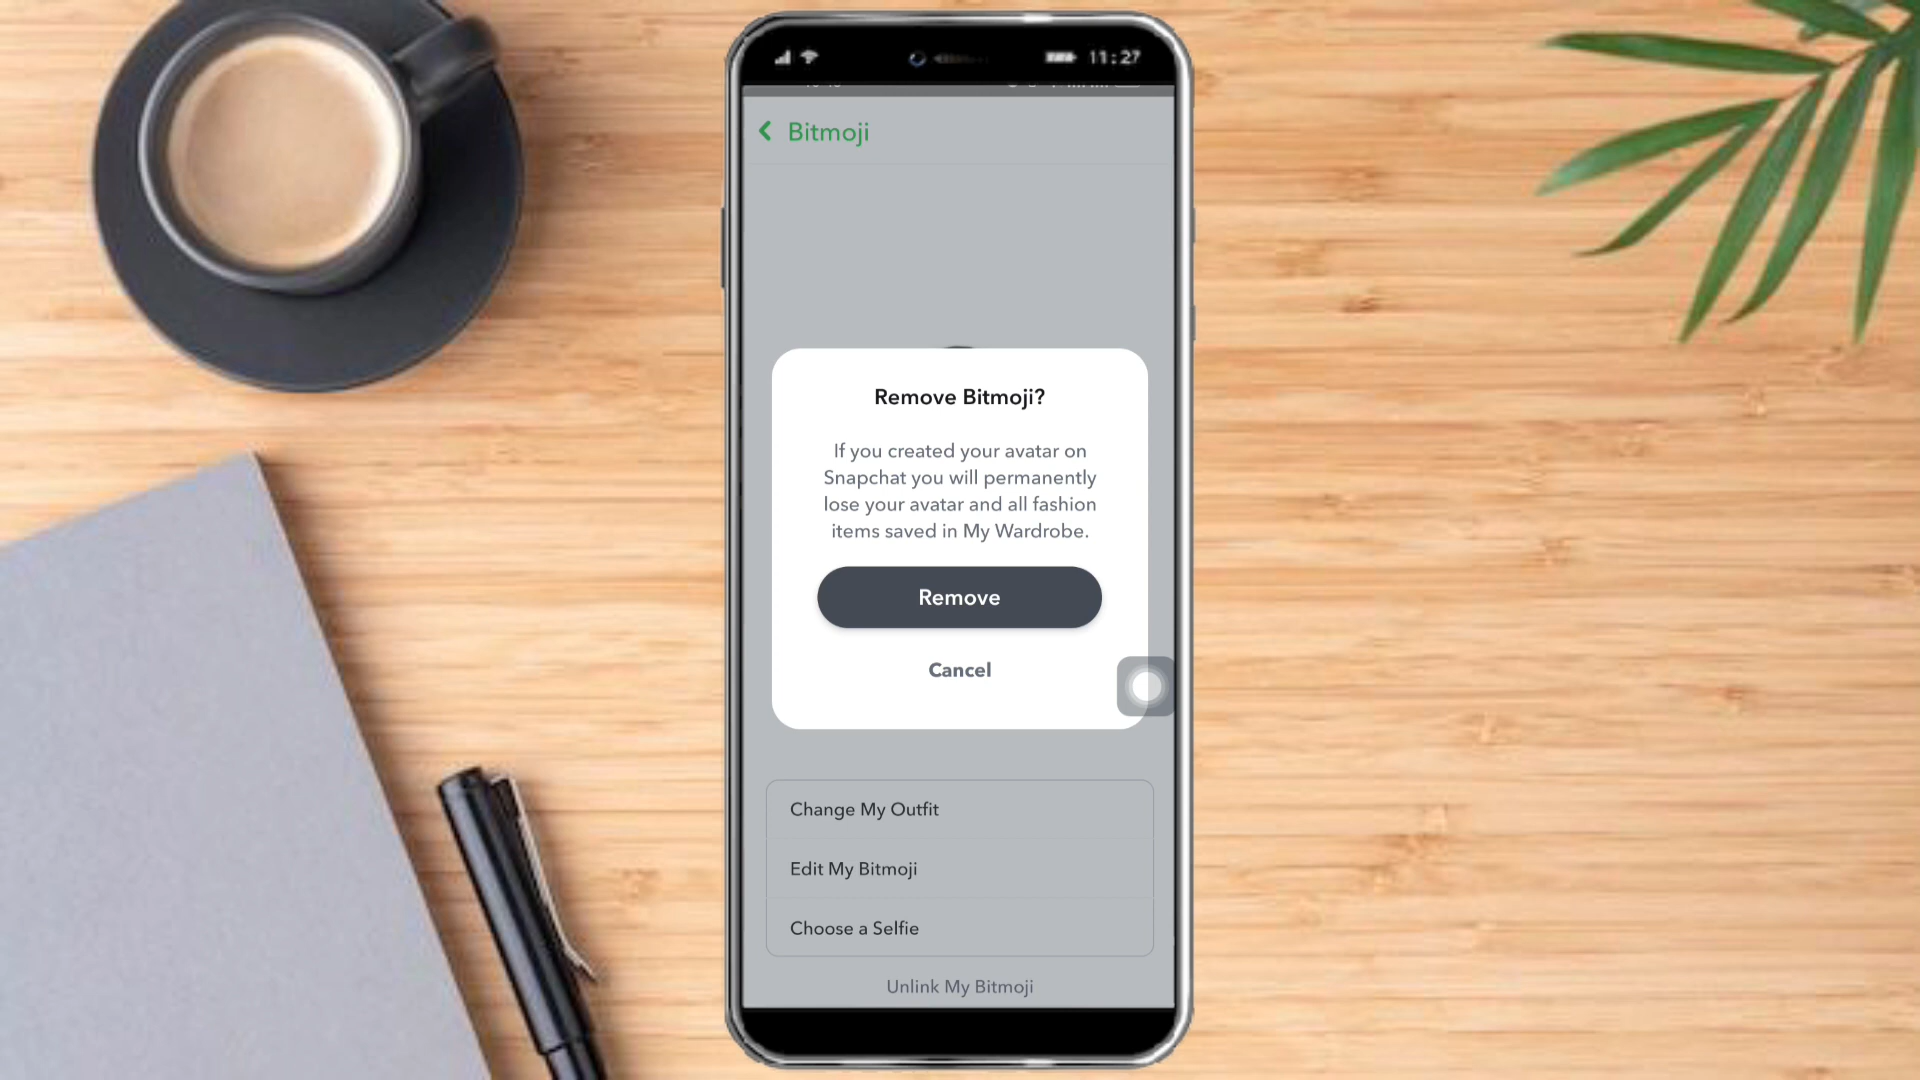 11:27
Bitmoji
Remove Bitmoji?
If you created your avatar on
Snapchat you will permanently
lose your avatar and all fashion
items saved in My Wardrobe.
Remove
Cancel
Change My Outfit
Edit My Bitmoji
Choose a Selfie
Unlink My Bitmoji